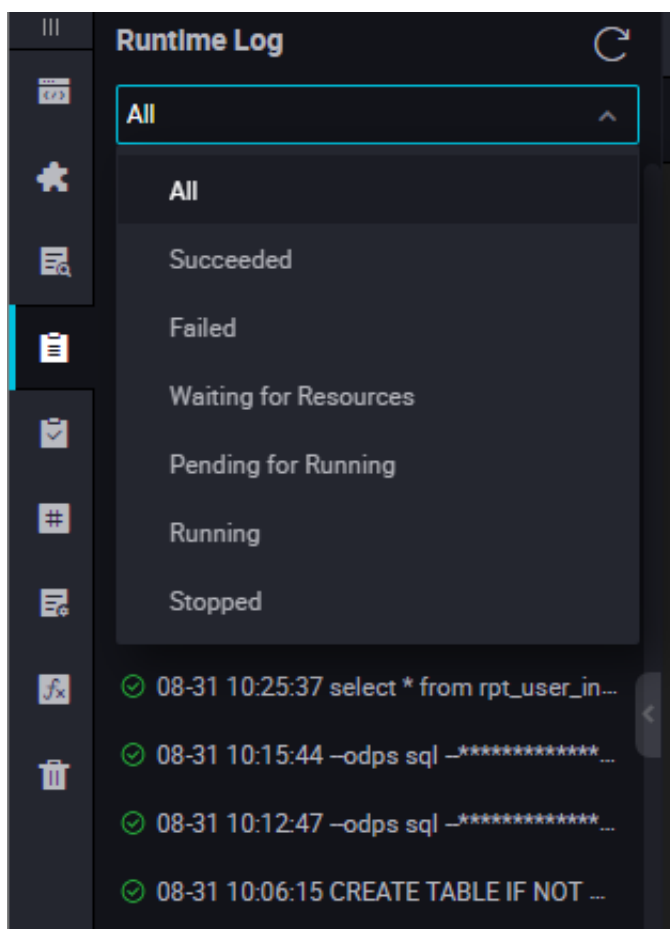 Runtime Log
All
All
Succeeded
Failed
Waiting for Resources
Pending for Running
Running
Stopped
08-31 10:25:37 select * from rpt_user_in...
08-31 10:15:44 --odps sql --*************...
08-31 10:12:47 --odps sql --*************...
08-31 10:06:15 CREATE TABLE IF NOT ...